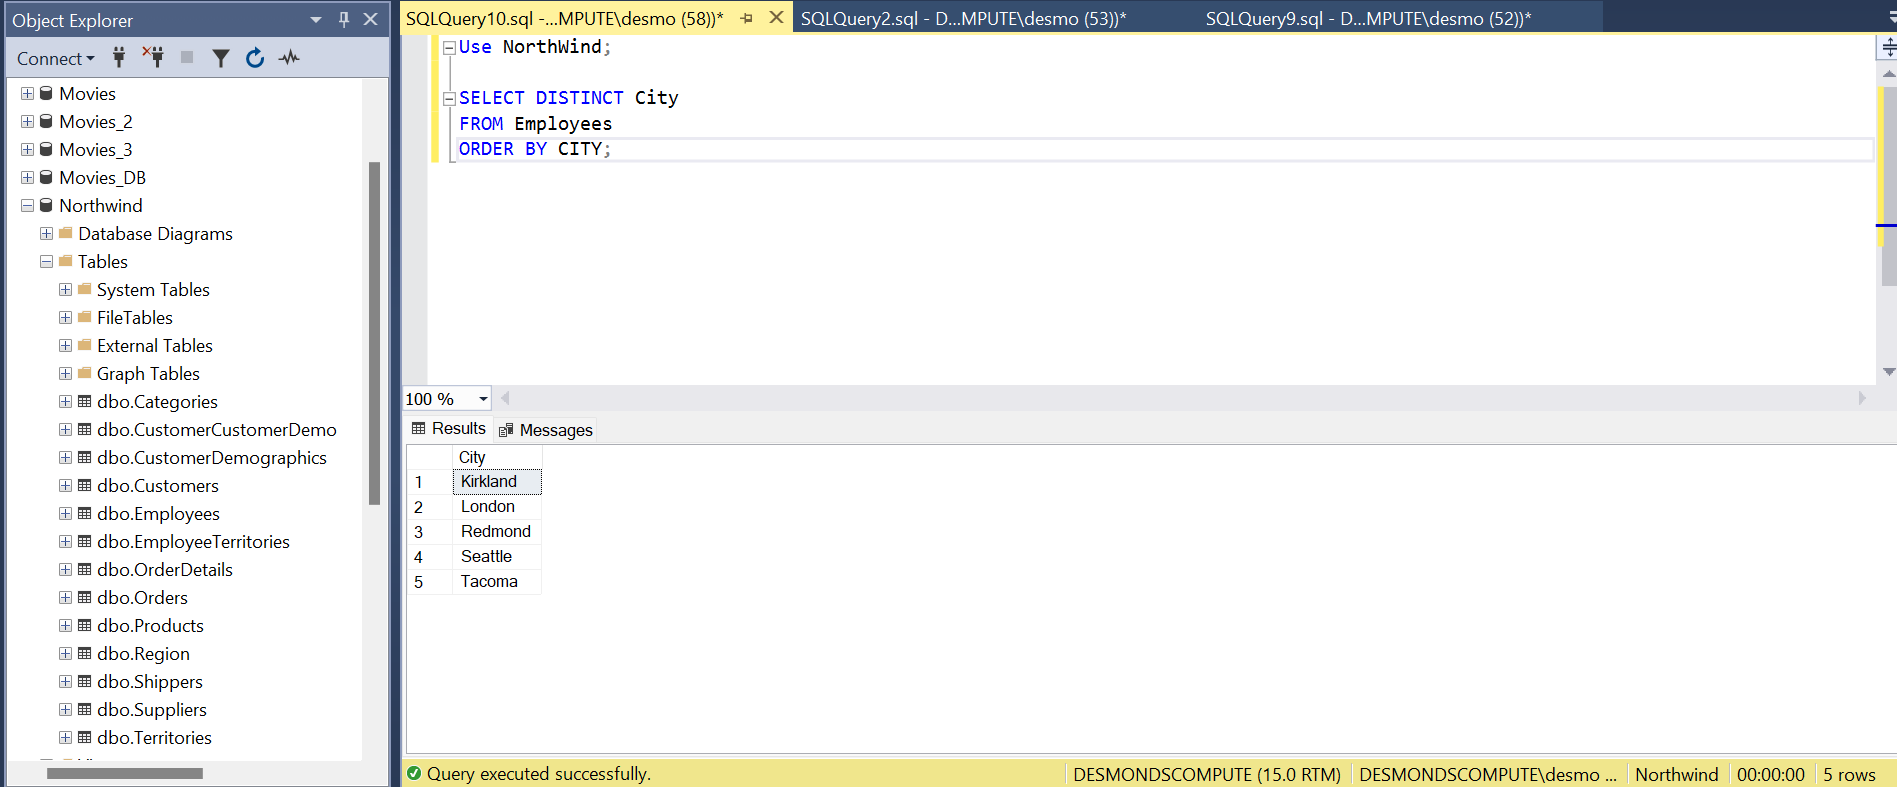 Object Explorer
Connect
Movies
Movies_2
Movies_3
Movies_DB
Northwind
Database Diagrams
Tables
System Tables
FileTables
External Tables
Graph Tables
dbo.Categories
dbo.CustomerCustomerDemo
dbo.CustomerDemographics
dbo.Customers
dbo.Employees
dbo.EmployeeTerritories
dbo.OrderDetails
dbo.Orders
dbo.Products
dbo.Region
dbo.Shippers
dbo.Suppliers
dbo.Territories
SQLQuery10.sql -...MPUTE\desmo (58))* SQLQuery2.sql - D...MPUTE\desmo (53))* SQLQuery9.sql - D...MPUTE\desmo (52))*
Use NorthWind;
SELECT DISTINCT City
FROM Employees
ORDER BY CITY;
100 %
Results Messages
City
1 Kirkland
2 London
3 Redmond
4 Seattle
5 Tacoma
Query executed successfully. DESMONDSCOMPUTE (15.0 RTM) DESMONDSCOMPUTE\desmo ... Northwind 00:00:00 5 rows